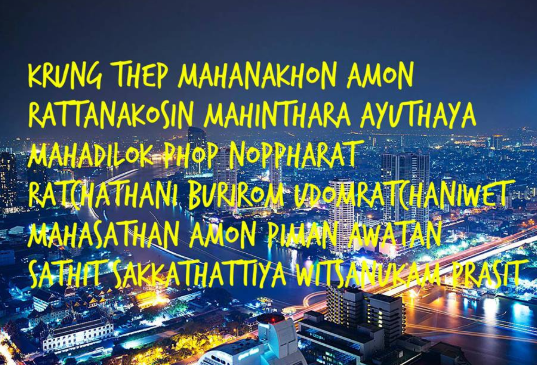 KRUNG THEP MAHANAKHON AMON
RATTANAKOSIN MAHINTHARA AYUTHAYA
MAHADILOK PHOP NOPPHARAT
RATCHATHANI BURIROM UDOMRATCHANIWET
MAHASATHAN AMON PIMAN AWATAN
SATHIT SAKKATHATTIYA WITSANUKAM PRASIT